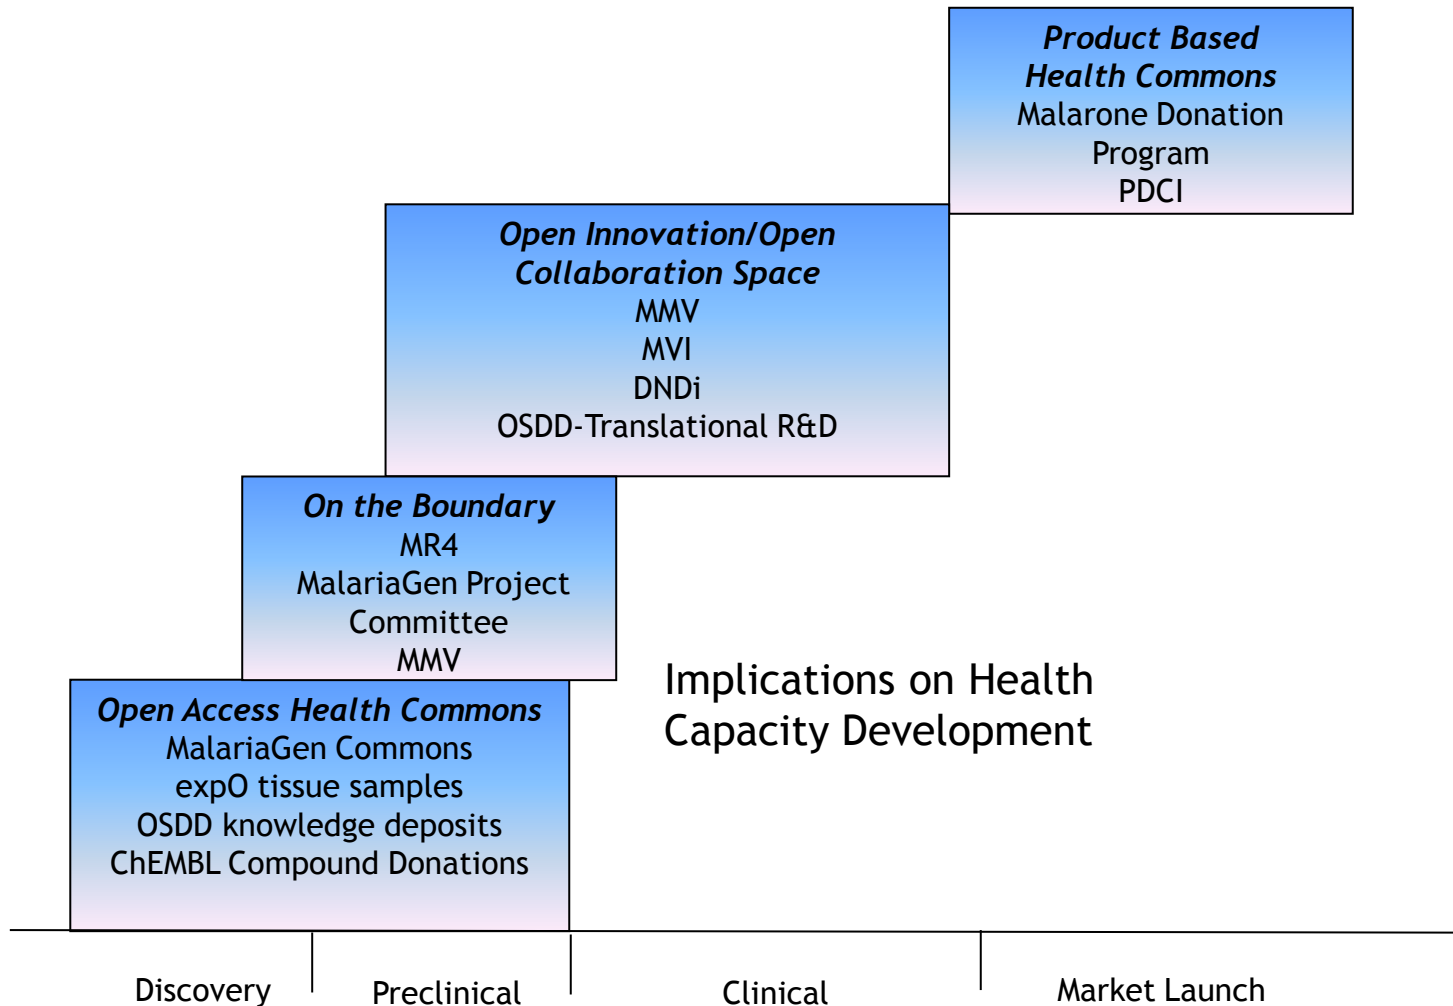 Product Based
Health Commons
Malarone Donation
Program
PDCI
Open Innovation/Open
Collaboration Space
MMV
MVI
DNDi
OSDD-Translational R&D
On the Boundary
MR4
MalariaGen Project
Committee
MMV
Implications on Health
Capacity Development
Open Access Health Commons
MalariaGen Commons
expO tissue samples
OSDD knowledge deposits
ChEMBL Compound Donations
Discovery
Preclinical
Clinical
Market Launch